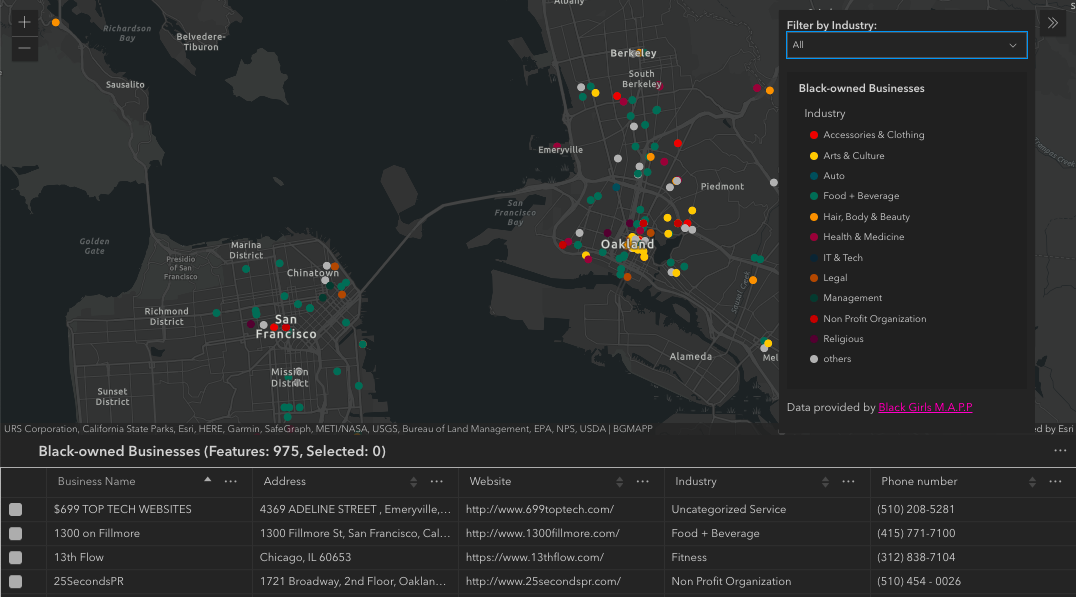 Albany
Richmond
Bay
Belvedere-
Tiburon
Sausalito
Berkeley
South
Berkeley
Emeryville
Piedmont
San
Francisco
Bay
Oakland
Golden
Gate
Marina
District
Presidio
of San
Francisco
Chinatown
Richmond
District
San
Francisco
Mission
District
Sunset
District
Alameda
Mel
Filter by Industry:
All
Black-owned Businesses
Industry
Accessories & Clothing
Arts & Culture
Auto
Food + Beverage
Hair, Body & Beauty
Health & Medicine
IT & Tech
Legal
Management
Non Profit Organization
Religious
others
Data provided by Black Girls M.A.P.P
URS Corporation, California State Parks, Esri, HERE, Garmin, SafeGraph, METI/NASA, USGS, Bureau of Land Management, EPA, NPS, USDA | BGMAPP
ed by Esri
Black-owned Businesses (Features: 975, Selected: 0)
Business Name Address Website Industry Phone number
$699 TOP TECH WEBSITES 4369 ADELINE STREET , Emeryville,... http://www.699toptech.com/ Uncategorized Service (510) 208-5281
1300 on Fillmore 1300 Fillmore St, San Francisco, Cal... http://www.1300fillmore.com/ Food + Beverage (415) 771-7100
13th Flow Chicago, IL 60653 https://www.13thflow.com/ Fitness (312) 838-7104
25SecondsPR 1721 Broadway, 2nd Floor, Oaklan... http://www.25secondspr.com/ Non Profit Organization (510) 454 - 0026